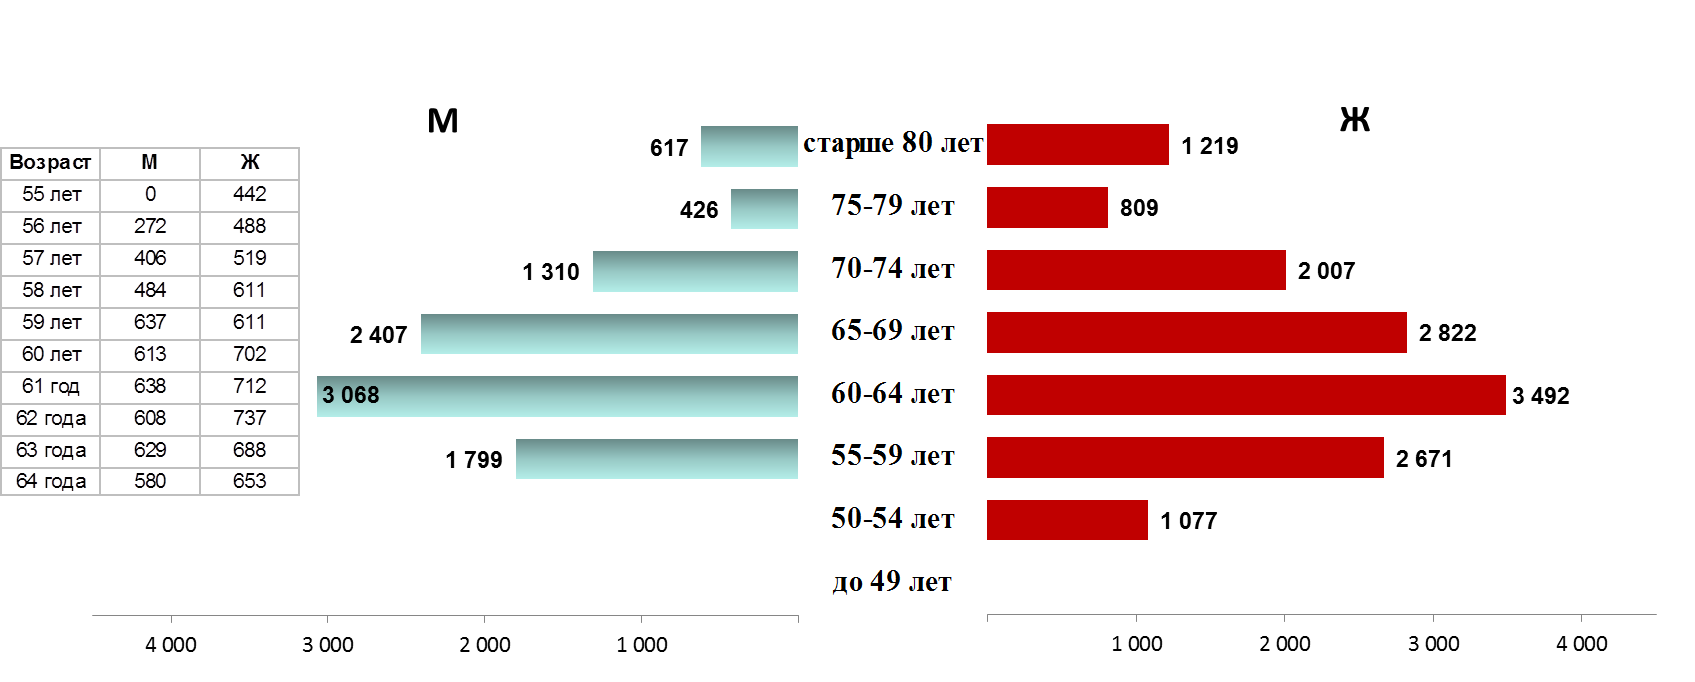 М
Ж
Возраст М Ж
55 лет 0 442
56 лет 272 488
57 лет 406 519
58 лет 484 611
59 лет 637 611
60 лет 613 702
61 год 638 712
62 года 608 737
63 года 629 688
64 года 580 653
617 старше 80 лет 1 219
426 75-79 лет 809
1 310 70-74 лет 2 007
2 407 65-69 лет 2 822
3 068 60-64 лет 3 492
1 799 55-59 лет 2 671
50-54 лет 1 077
до 49 лет
4 000 3 000 2 000 1 000
1 000 2 000 3 000 4 000